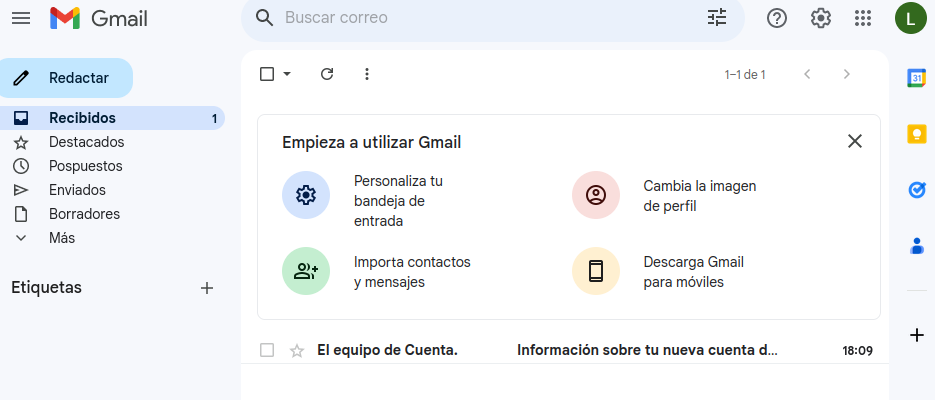 Gmail
Buscar correo
L
Redactar
1–1 de 1
31
Recibidos 1
Destacados
Pospuestos
Enviados
Borradores
Más
Etiquetas
Empieza a utilizar Gmail
Personaliza tu
bandeja de
entrada
Cambia la imagen
de perfil
Importa contactos
y mensajes
Descarga Gmail
para móviles
El equipo de Cuenta. Información sobre tu nueva cuenta d... 18:09